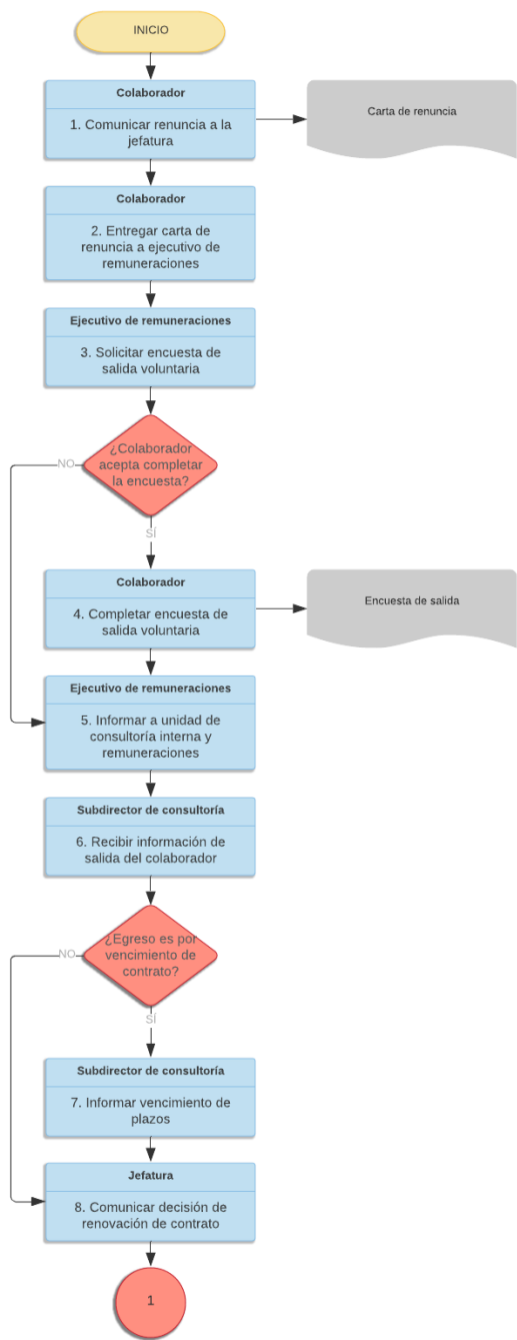 INICIO
Colaborador
1. Comunicar renuncia a la
jefatura
Carta de renuncia
Colaborador
2. Entregar carta de
renuncia a ejecutivo de
remuneraciones
Ejecutivo de remuneraciones
3. Solicitar encuesta de
salida voluntaria
¿Colaborador
acepta completar
la encuesta?
NO
SÍ
Colaborador
4. Completar encuesta de
salida voluntaria
Encuesta de salida
Ejecutivo de remuneraciones
5. Informar a unidad de
consultoría interna y
remuneraciones
Subdirector de consultoría
6. Recibir información de
salida del colaborador
¿Egreso es por
vencimiento de
contrato?
NO
SÍ
Subdirector de consultoría
7. Informar vencimiento de
plazos
Jefatura
8. Comunicar decisión de
renovación de contrato
1